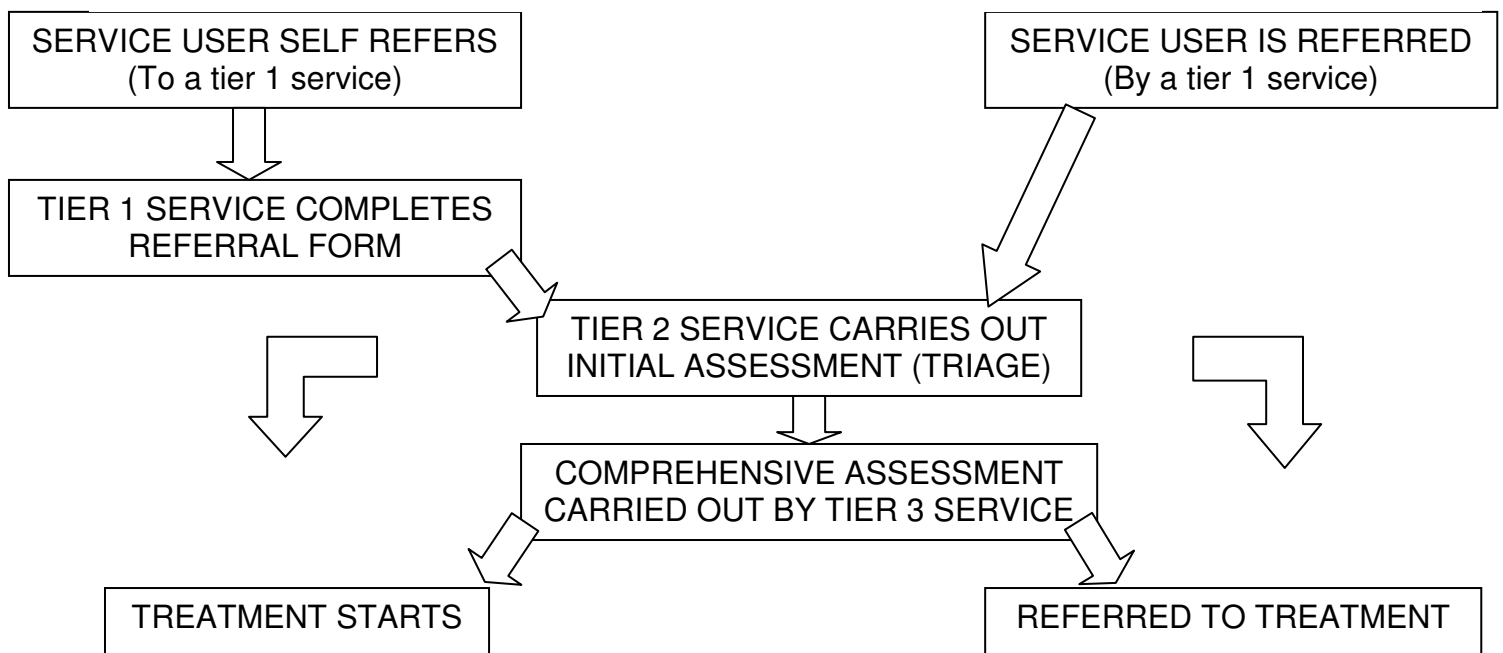 SERVICE USER SELF REFERS
(To a tier 1 service)
SERVICE USER IS REFERRED
(By a tier 1 service)
TIER 1 SERVICE COMPLETES
REFERRAL FORM
TIER 2 SERVICE CARRIES OUT
INITIAL ASSESSMENT (TRIAGE)
COMPREHENSIVE ASSESSMENT
CARRIED OUT BY TIER 3 SERVICE
TREATMENT STARTS
REFERRED TO TREATMENT